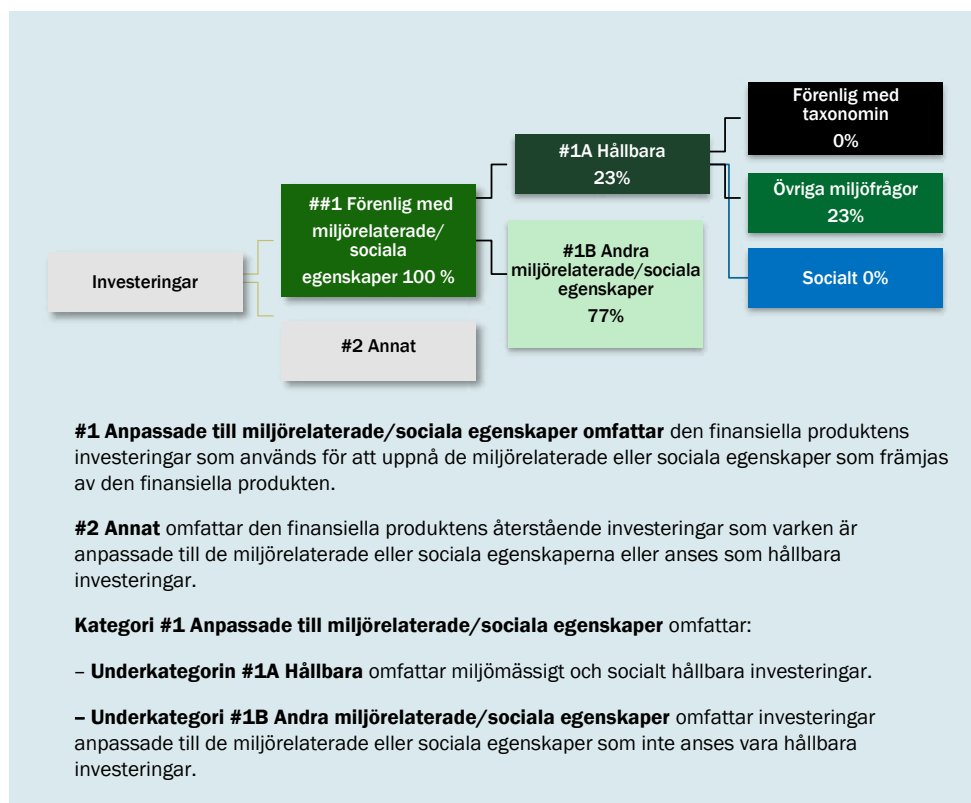 Förenlig med
taxonomin
0%
#1A Hållbara
23%
Övriga miljöfrågor
23%
##1 Förenlig med
miljörelaterade/
sociala
egenskaper 100 %
#1B Andra
miljörelaterade/sociala
egenskaper
77%
Investeringar
Socialt 0%
#2 Annat
#1 Anpassade till miljörelaterade/sociala egenskaper omfattar den finansiella produktens
investeringar som används för att uppnå de miljörelaterade eller sociala egenskaper som främjas
av den finansiella produkten.
#2 Annat omfattar den finansiella produktens återstående investeringar som varken är
anpassade till de miljörelaterade eller sociala egenskaperna eller anses som hållbara
investeringar.
Kategori #1 Anpassade till miljörelaterade/sociala egenskaper omfattar:
– Underkategorin #1A Hållbara omfattar miljömässigt och socialt hållbara investeringar.
– Underkategori #1B Andra miljörelaterade/sociala egenskaper omfattar investeringar
anpassade till de miljörelaterade eller sociala egenskaper som inte anses vara hållbara
investeringar.